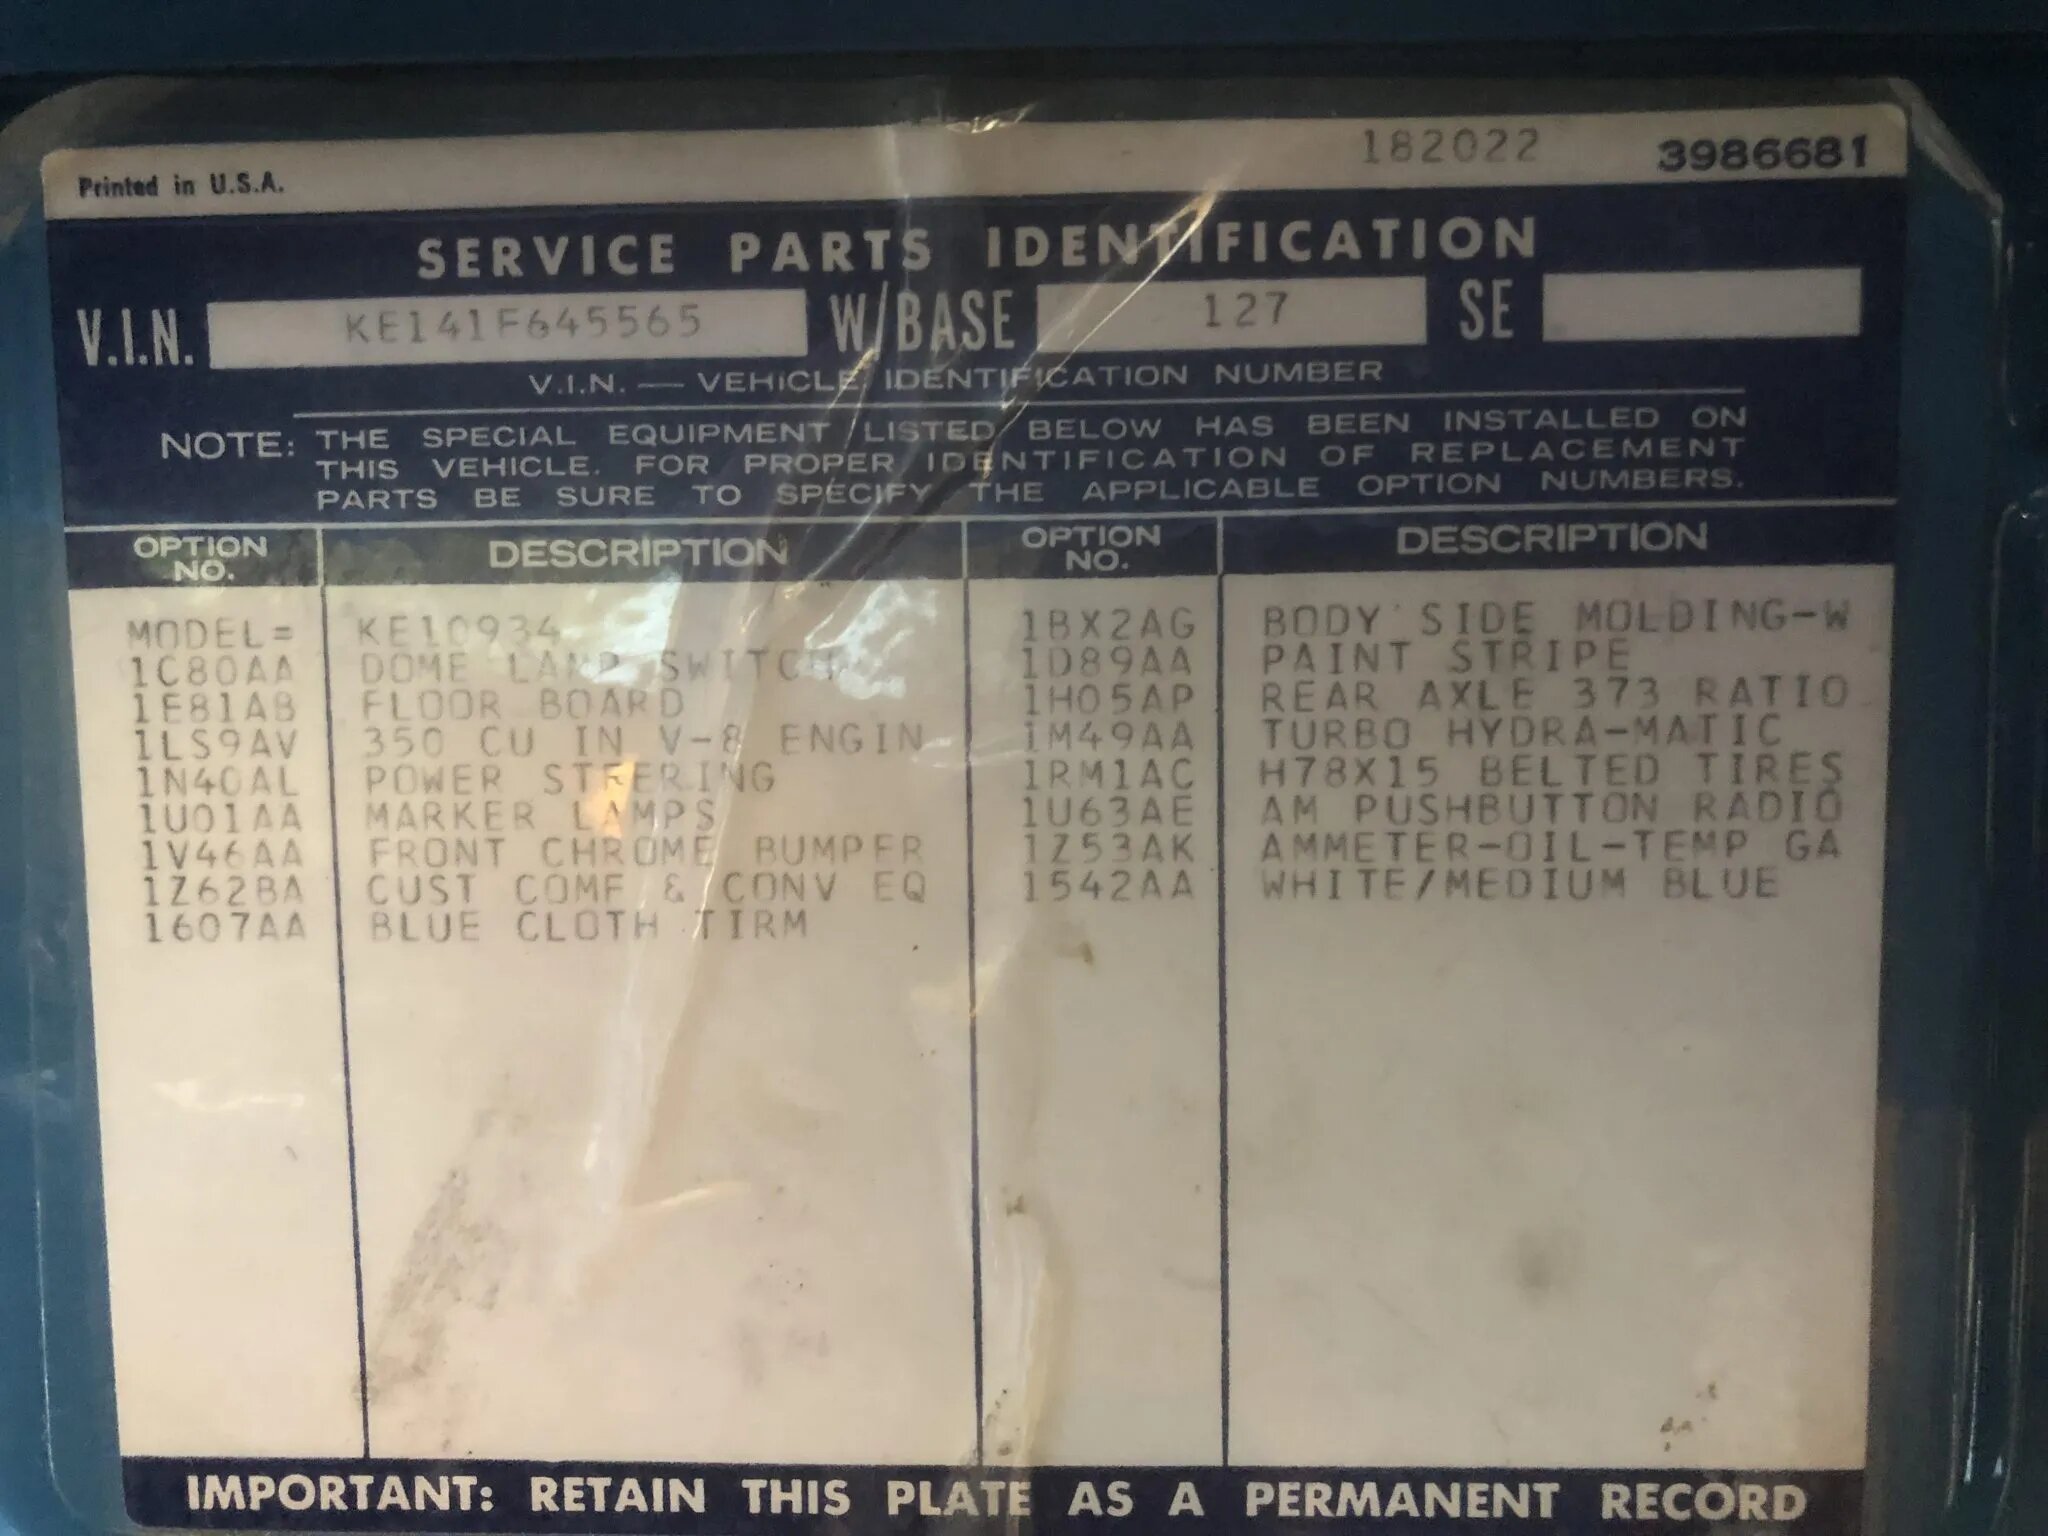 182022 3986681
Printed in U.S.A.
SERVICE PARTS IDENTIFICATION
V.I.N. KE141F645565 W/BASE 127 SE
V.I.N. — VEHICLE IDENTIFICATION NUMBER
NOTE: THE SPECIAL EQUIPMENT LISTED BELOW HAS BEEN INSTALLED ON
THIS VEHICLE. FOR PROPER IDENTIFICATION OF REPLACEMENT
PARTS BE SURE TO SPECIFY THE APPLICABLE OPTION NUMBERS.
OPTION NO. DESCRIPTION OPTION NO. DESCRIPTION
MODEL= KE10934 1BX2AG BODY SIDE MOLDING-W
1C80AA DOME LAMP SWITCH 1D89AA PAINT STRIPE
1E81AB FLOOR BOARD 1H05AP REAR AXLE 373 RATIO
1LS9AV 350 CU IN V-8 ENGIN 1M49AA TURBO HYDRA-MATIC
1N40AL POWER STEERING 1RM1AC H78X15 BELTED TIRES
1U01AA MARKER LAMPS 1U63AE AM PUSHBUTTON RADIO
1V46AA FRONT CHROME BUMPER 1Z53AK AMMETER-OIL-TEMP GA
1Z62BA CUST COMF & CONV EQ 1542AA WHITE/MEDIUM BLUE
1607AA BLUE CLOTH TIRM
IMPORTANT: RETAIN THIS PLATE AS A PERMANENT RECORD